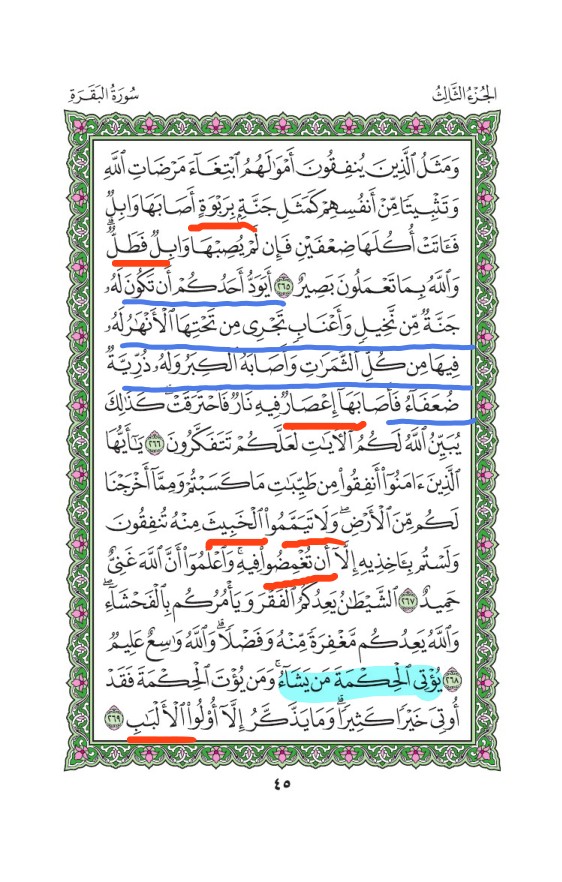 الجُزْءُ الثَّالِثُ
سُورَةُ البَقَرَةِ
وَمَثَلُ ٱلَّذِينَ يُنفِقُونَ أَمْوَٰلَهُمُ ٱبْتِغَآءَ مَرْضَاتِ ٱللَّهِ
وَتَثْبِيتًا مِّنْ أَنفُسِهِمْ كَمَثَلِ جَنَّةٍۭ بِرَبْوَةٍ أَصَابَهَا وَابِلٌ
فَـَٔاتَتْ أُكُلَهَا ضِعْفَيْنِ فَإِن لَّمْ يُصِبْهَا وَابِلٌ فَطَلٌّ ۗ
وَٱللَّهُ بِمَا تَعْمَلُونَ بَصِيرٌ ٢٦٥ أَيَوَدُّ أَحَدُكُمْ أَن تَكُونَ لَهُۥ
جَنَّةٌ مِّن نَّخِيلٍ وَأَعْنَابٍ تَجْرِى مِن تَحْتِهَا ٱلْأَنْهَٰرُ لَهُۥ
فِيهَا مِن كُلِّ ٱلثَّمَرَٰتِ وَأَصَابَهُ ٱلْكِبَرُ وَلَهُۥ ذُرِّيَّةٌ
ضُعَفَآءُ فَأَصَابَهَآ إِعْصَارٌ فِيهِ نَارٌ فَٱحْتَرَقَتْ ۗ كَذَٰلِكَ
يُبَيِّنُ ٱللَّهُ لَكُمُ ٱلْـَٔايَٰتِ لَعَلَّكُمْ تَتَفَكَّرُونَ ٢٦٦ يَٰٓأَيُّهَا
ٱلَّذِينَ ءَامَنُوٓا۟ أَنفِقُوا۟ مِن طَيِّبَٰتِ مَا كَسَبْتُمْ وَمِمَّآ أَخْرَجْنَا
لَكُم مِّنَ ٱلْأَرْضِ ۖ وَلَا تَيَمَّمُوا۟ ٱلْخَبِيثَ مِنْهُ تُنفِقُونَ
وَلَسْتُم بِـَٔاخِذِيهِ إِلَّآ أَن تُغْمِضُوا۟ فِيهِ ۚ وَٱعْلَمُوٓا۟ أَنَّ ٱللَّهَ غَنِىٌّ
حَمِيدٌ ٢٦٧ ٱلشَّيْطَٰنُ يَعِدُكُمُ ٱلْفَقْرَ وَيَأْمُرُكُم بِٱلْفَحْشَآءِ ۖ
وَٱللَّهُ يَعِدُكُم مَّغْفِرَةً مِّنْهُ وَفَضْلًا ۗ وَٱللَّهُ وَٰسِعٌ عَلِيمٌ
٢٦٨ يُؤْتِى ٱلْحِكْمَةَ مَن يَشَآءُ ۚ وَمَن يُؤْتَ ٱلْحِكْمَةَ فَقَدْ
أُوتِىَ خَيْرًا كَثِيرًا ۗ وَمَا يَذَّكَّرُ إِلَّآ أُو۟لُوا۟ ٱلْأَلْبَٰبِ ٢٦٩
٤٥